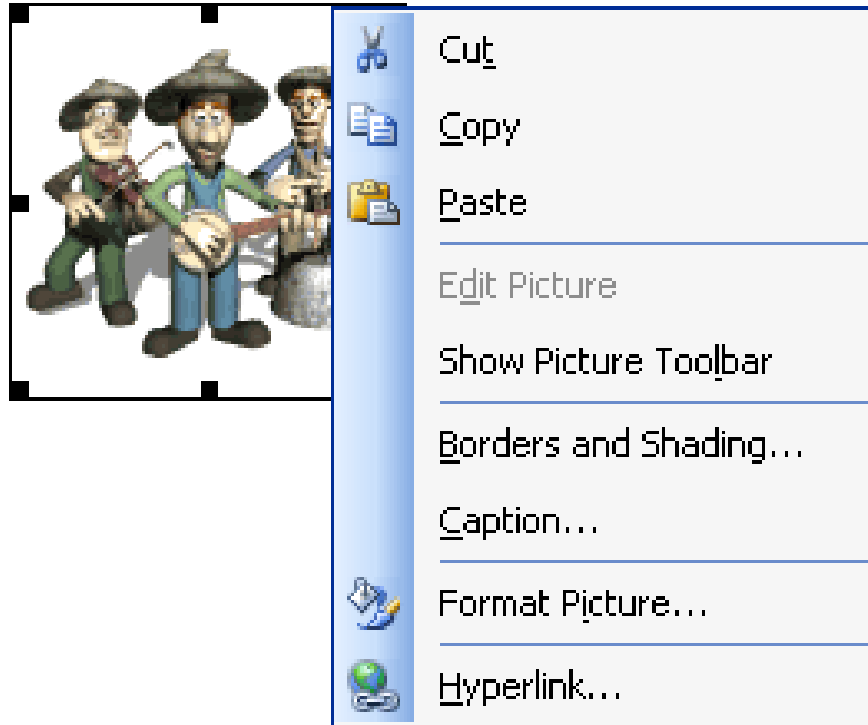 Cut
Copy
Paste
Edit Picture
Show Picture Toolbar
Borders and Shading...
Caption...
Format Picture...
Hyperlink...